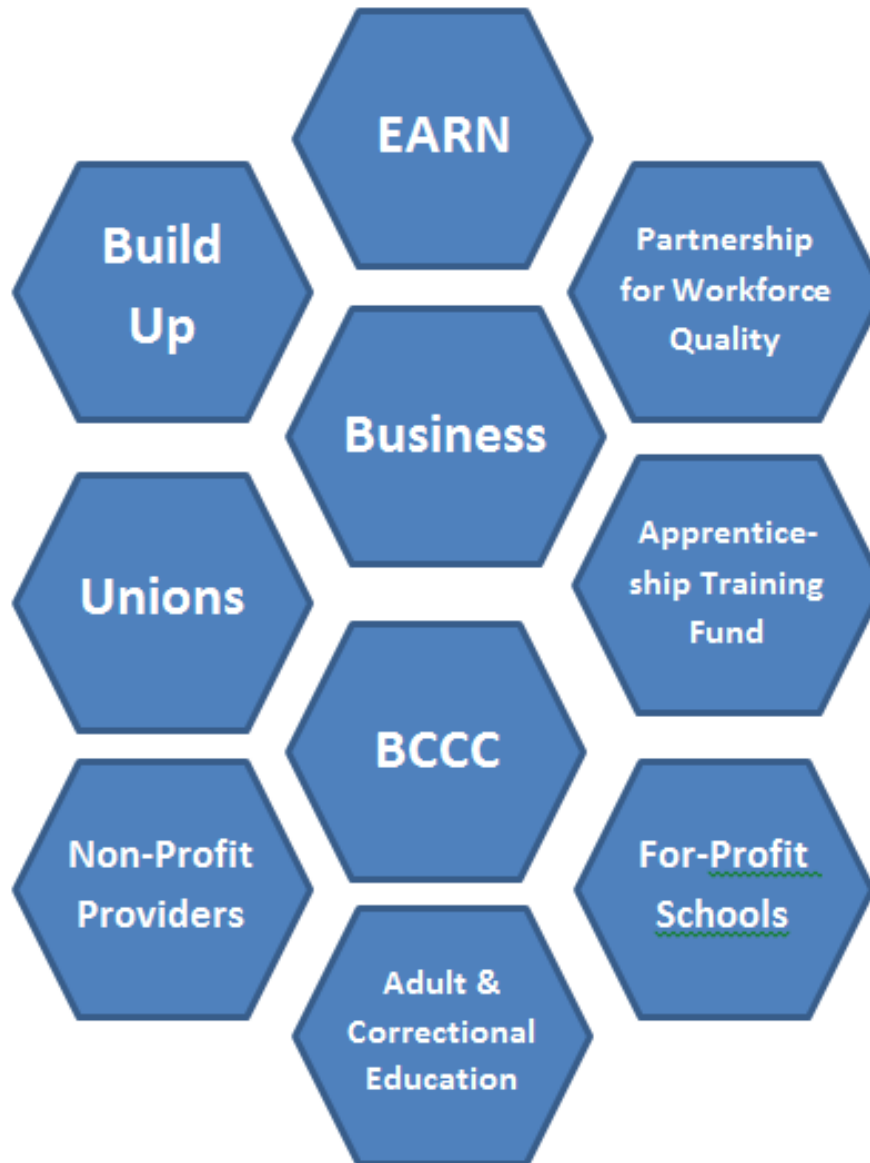 EARN
Build
Up
Partnership
for Workforce
Quality
Business
Unions
Apprentice-
ship Training
Fund
BCCC
Non-Profit
Providers
For-Profit
Schools
Adult &
Correctional
Education